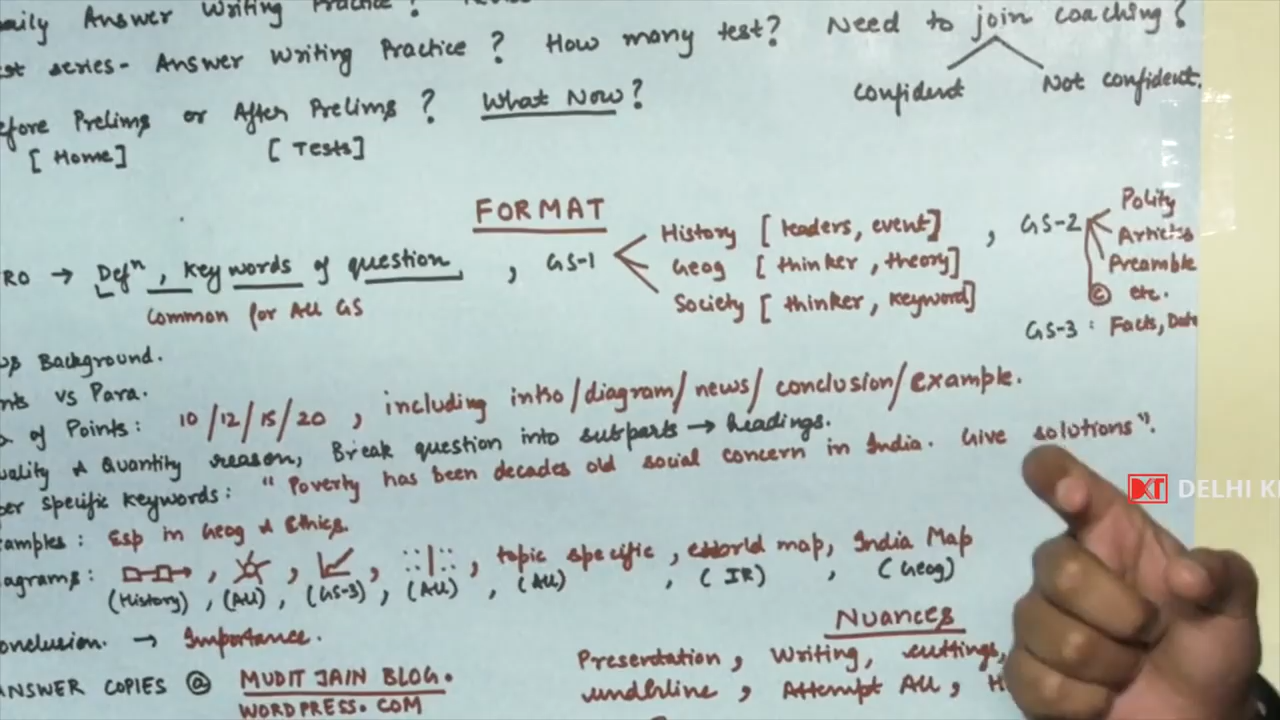 aily Answer Writing Practice?
st series- Answer Writing Practice? How many test? Need to join coaching?
confident Not confident.
efore Prelims or After Prelims? What Now?
[Home] [Tests]
FORMAT
RO → Defⁿ, key words of question, GS-1
Common for All GS
History [leaders, event]
Geog [thinker, theory]
Society [thinker, keyword]
, GS-2
Polity
Articles
Preamble
© etc.
GS-3: Facts, Data
vs Background.
nts vs Para.
of Points: 10/12/15/20, including intro/diagram/news/conclusion/example.
uality & Quantity reason, Break question into subparts → Headings.
per specific keywords: "Poverty has been decades old social concern in India. Give solutions".
amples: Esp in Geog & Ethics.
agrams: , , , , topic specific, World map, India Map
(History), (All), (GS-3), (All), (All), (IR), (Geog)
onclusion. → Importance.
NSWER COPIES @ MUDIT JAIN BLOG.
WORDPRESS.COM
Nuances
Presentation, Writing, cuttings,
underline, Attempt All, H
DKT DELHI K